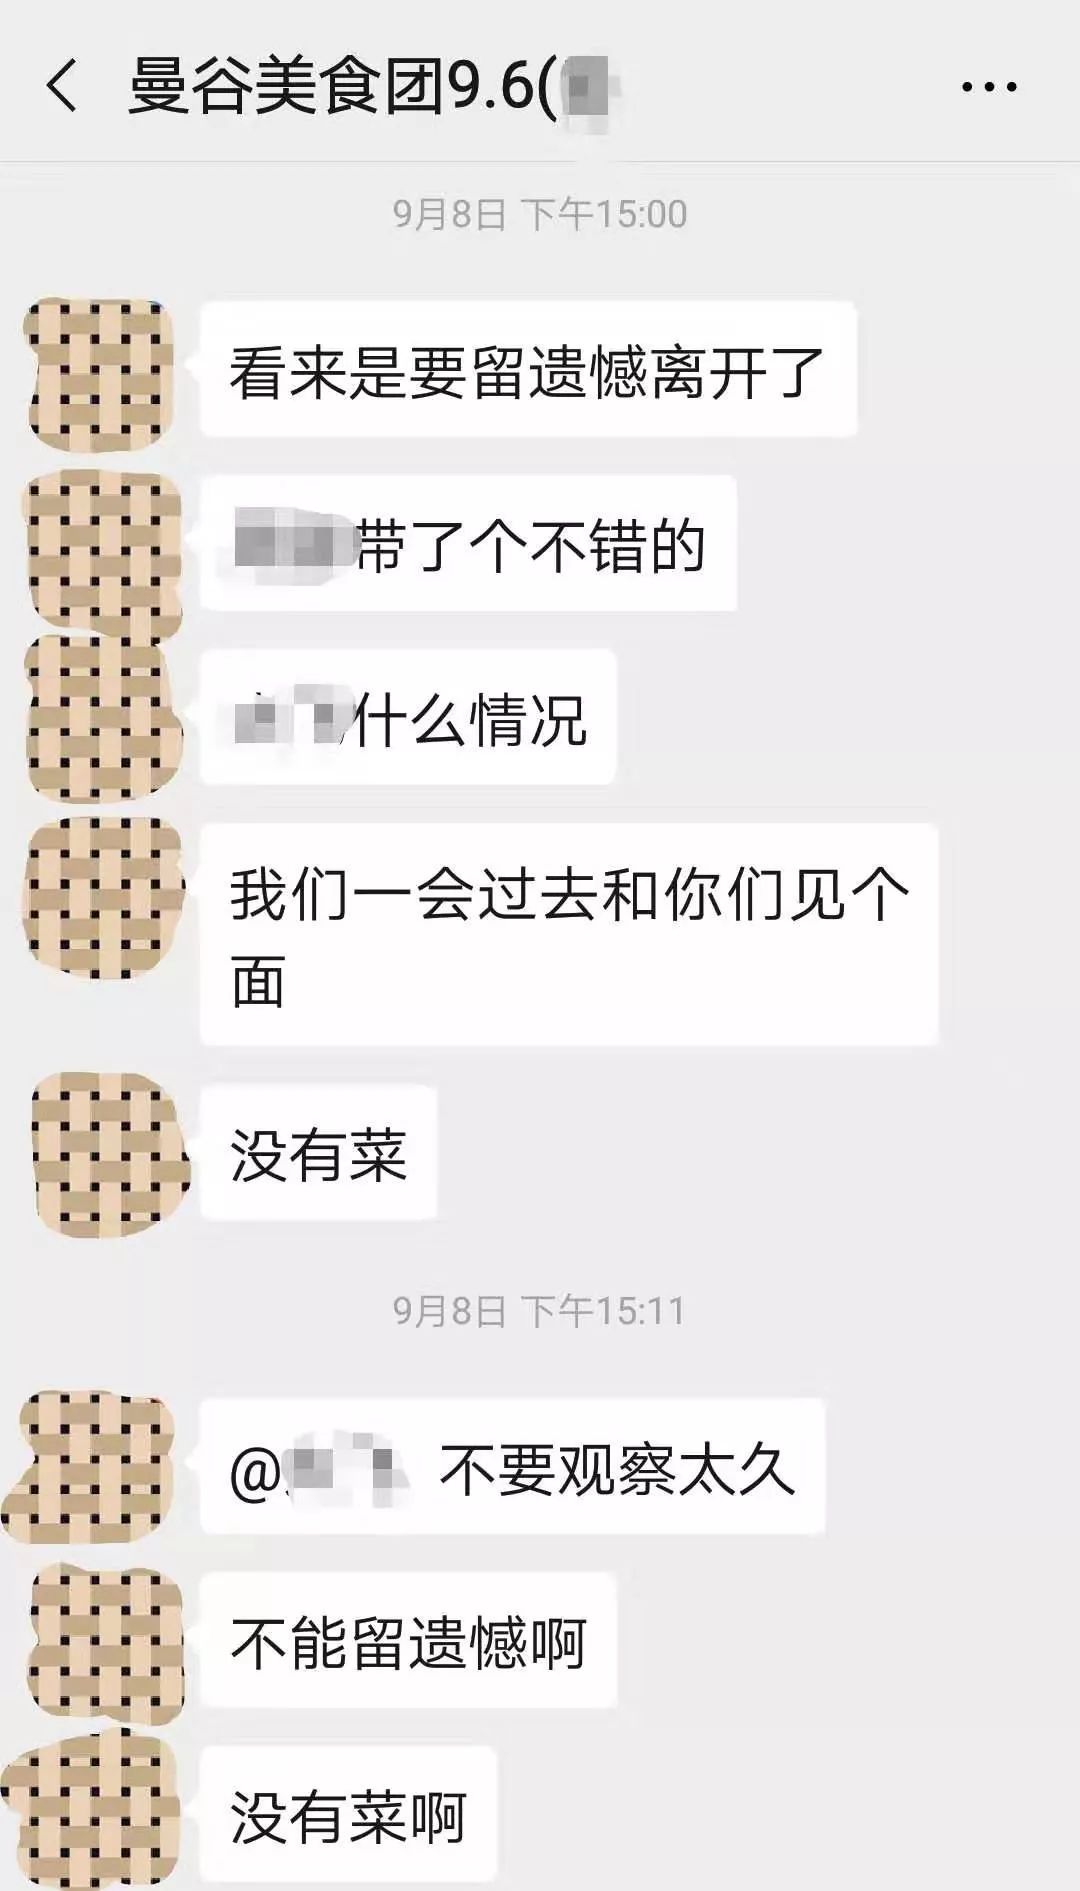 曼谷美食团9.6(
9月8日 下午15:00
看来是要留遗憾离开了
带了个不错的
什么情况
我们一会过去和你们见个
面
没有菜
9月8日 下午15:11
@ 不要观察太久
不能留遗憾啊
没有菜啊